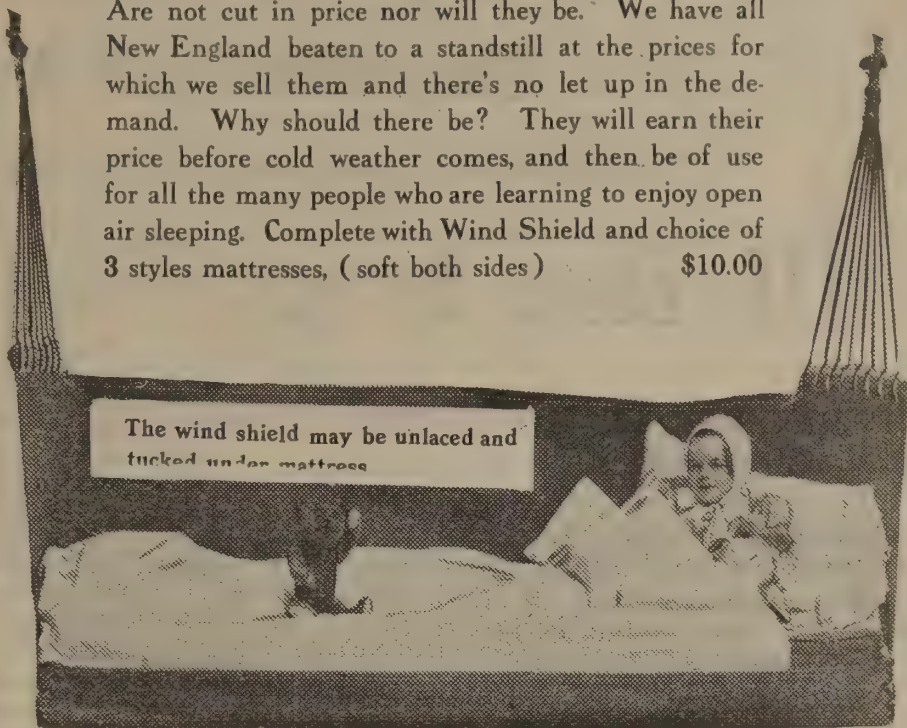 Are not cut in price nor will they be. We have all
New England beaten to a standstill at the prices for
which we sell them and there's no let up in the de-
mand. Why should there be? They will earn their
price before cold weather comes, and then be of use
for all the many people who are learning to enjoy open
air sleeping. Complete with Wind Shield and choice of
3 styles mattresses, (soft both sides) $10.00
The wind shield may be unlaced and
tucked under mattress